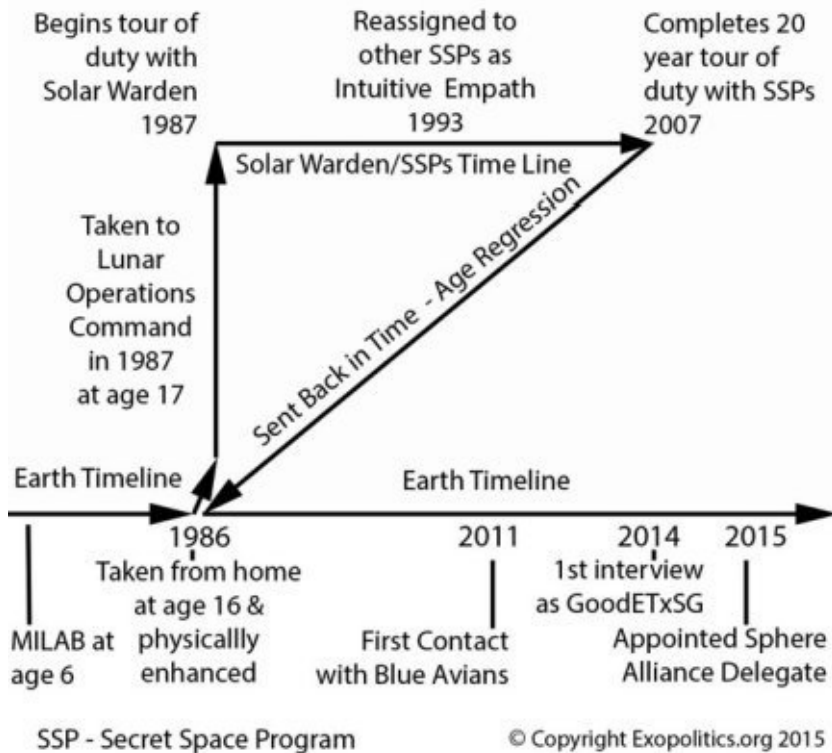 Begins tour of
duty with
Solar Warden
1987
Reassigned to
other SSPs as
Intuitive Empath
1993
Completes 20
year tour of
duty with SSPs
2007
Solar Warden/SSPs Time Line
Taken to
Lunar
Operations
Command
in 1987
at age 17
Sent Back in Time - Age Regression
Earth Timeline
Earth Timeline
1986
2011
2014
2015
Taken from home
at age 16 &
physicallly
enhanced
1st interview
as GoodETxSG
MILAB at
age 6
First Contact
with Blue Avians
Appointed Sphere
Alliance Delegate
SSP - Secret Space Program
© Copyright Exopolitics.org 2015